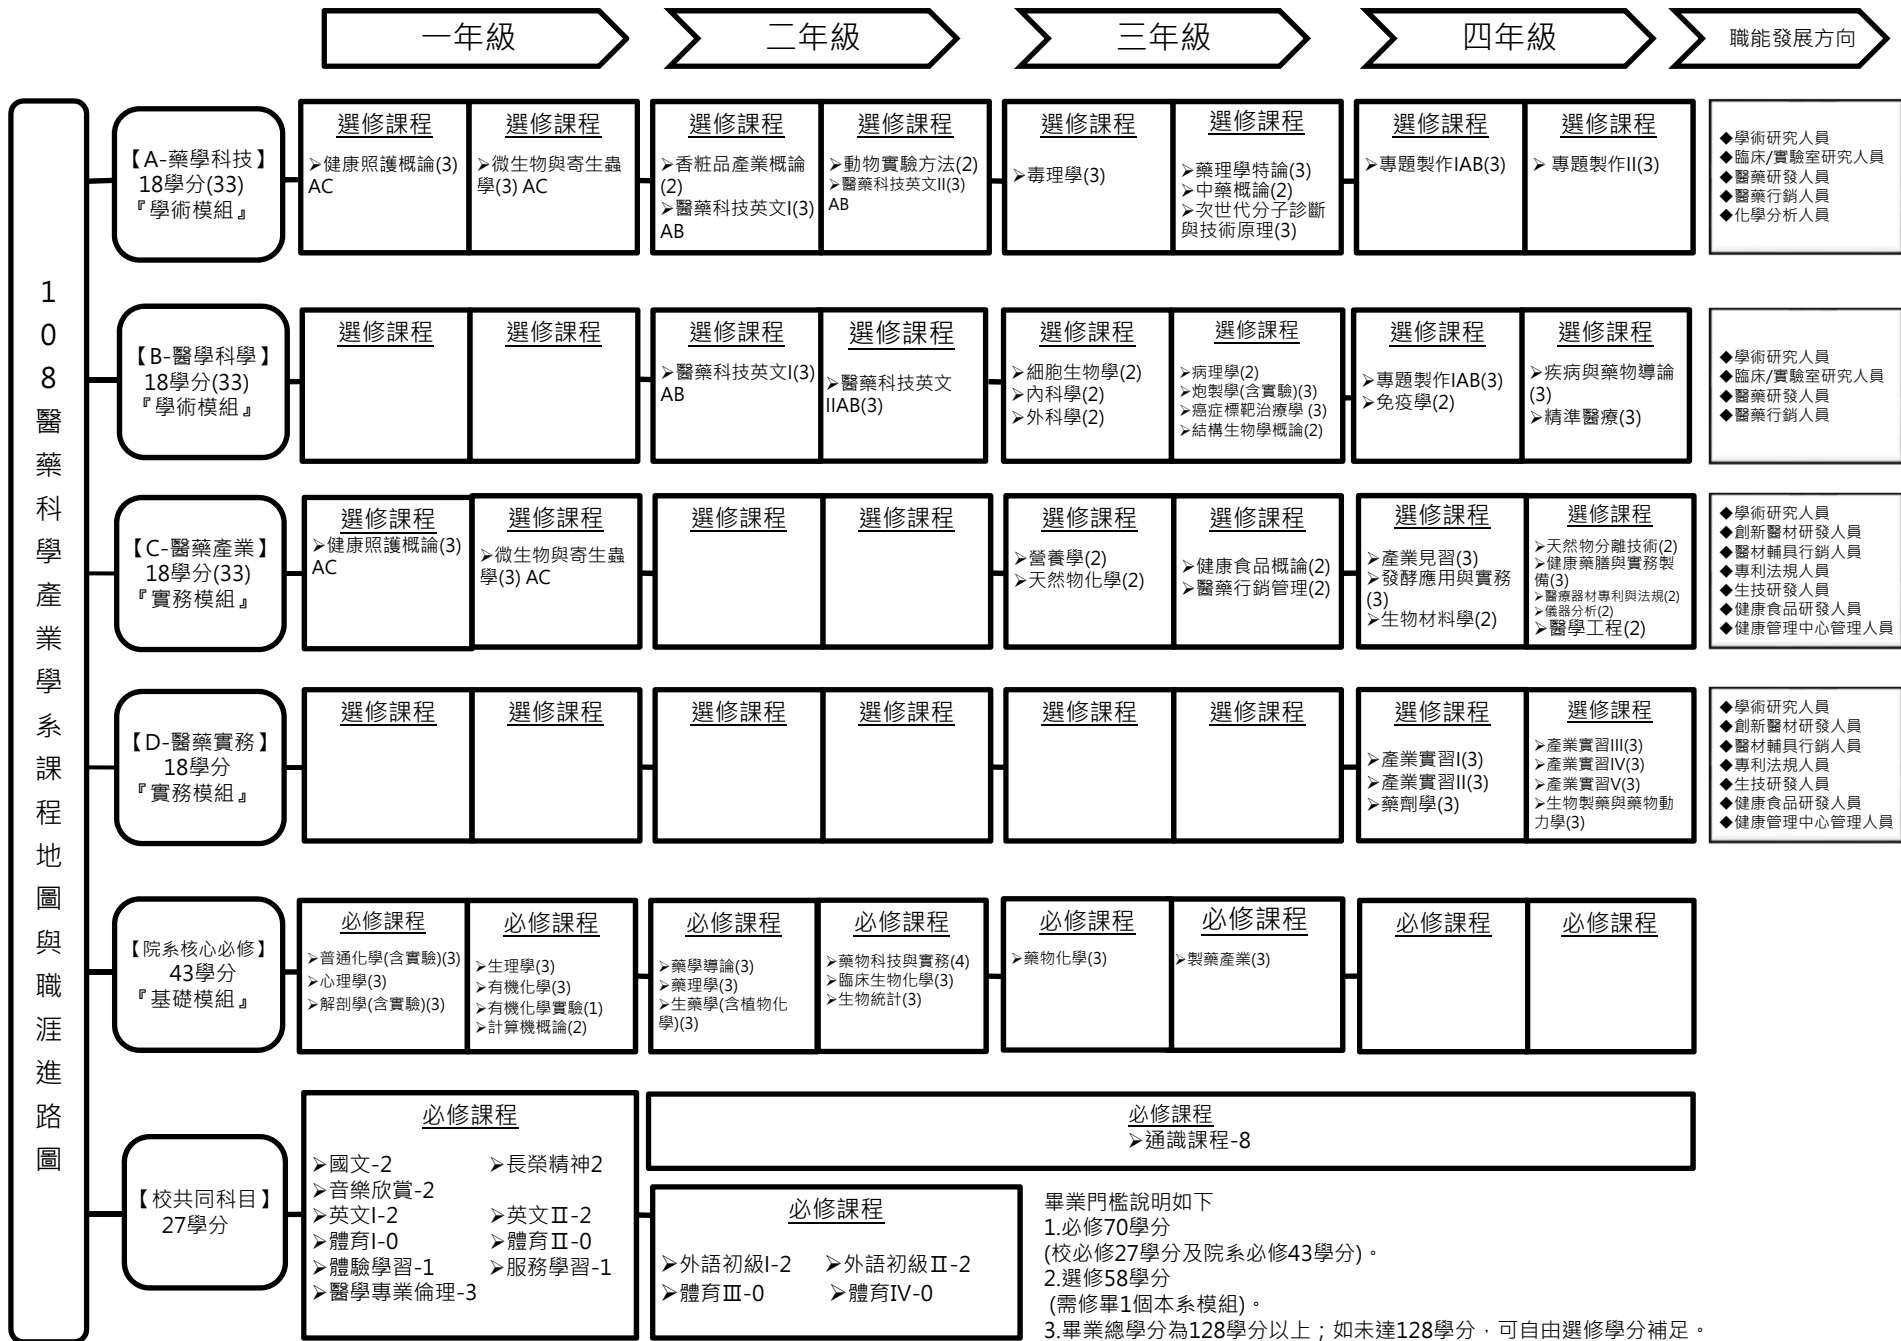 一年級
二年級
三年級
四年級
職能發展方向
108醫藥科學產業學系課程地圖與職涯進路圖
【A-藥學科技】
18學分(33)
『學術模組』
選修課程
➢健康照護概論(3)
AC
選修課程
➢微生物與寄生蟲
學(3) AC
選修課程
➢香粧品產業概論
(2)
➢醫藥科技英文I(3)
AB
選修課程
➢動物實驗方法(2)
➢醫藥科技英文II(3)
AB
選修課程
➢毒理學(3)
選修課程
➢藥理學特論(3)
➢中藥概論(2)
➢次世代分子診斷
與技術原理(3)
選修課程
➢專題製作IAB(3)
選修課程
➢ 專題製作II(3)
◆學術研究人員
◆臨床/實驗室研究人員
◆醫藥研發人員
◆醫藥行銷人員
◆化學分析人員
【B-醫學科學】
18學分(33)
『學術模組』
選修課程
選修課程
選修課程
➢醫藥科技英文I(3)
AB
選修課程
➢醫藥科技英文
IIAB(3)
選修課程
➢細胞生物學(2)
➢內科學(2)
➢外科學(2)
選修課程
➢病理學(2)
➢炮製學(含實驗)(3)
➢癌症標靶治療學 (3)
➢結構生物學概論(2)
選修課程
➢專題製作IAB(3)
➢免疫學(2)
選修課程
➢疾病與藥物導論
(3)
➢精準醫療(3)
◆學術研究人員
◆臨床/實驗室研究人員
◆醫藥研發人員
◆醫藥行銷人員
【C-醫藥產業】
18學分(33)
『實務模組』
選修課程
➢健康照護概論(3)
AC
選修課程
➢微生物與寄生蟲
學(3) AC
選修課程
選修課程
選修課程
➢營養學(2)
➢天然物化學(2)
選修課程
➢健康食品概論(2)
➢醫藥行銷管理(2)
選修課程
➢產業見習(3)
➢發酵應用與實務
(3)
➢生物材料學(2)
選修課程
➢天然物分離技術(2)
➢健康藥膳與實務製
備(3)
➢醫療器材專利與法規(2)
➢儀器分析(2)
➢醫學工程(2)
◆學術研究人員
◆創新醫材研發人員
◆醫材輔具行銷人員
◆專利法規人員
◆生技研發人員
◆健康食品研發人員
◆健康管理中心管理人員
【D-醫藥實務】
18學分
『實務模組』
選修課程
選修課程
選修課程
選修課程
選修課程
選修課程
選修課程
➢產業實習I(3)
➢產業實習II(3)
➢藥劑學(3)
選修課程
➢產業實習III(3)
➢產業實習IV(3)
➢產業實習V(3)
➢生物製藥與藥物動
力學(3)
◆學術研究人員
◆創新醫材研發人員
◆醫材輔具行銷人員
◆專利法規人員
◆生技研發人員
◆健康食品研發人員
◆健康管理中心管理人員
【院系核心必修】
43學分
『基礎模組』
必修課程
➢普通化學(含實驗)(3)
➢心理學(3)
➢解剖學(含實驗)(3)
必修課程
➢生理學(3)
➢有機化學(3)
➢有機化學實驗(1)
➢計算機概論(2)
必修課程
➢藥學導論(3)
➢藥理學(3)
➢生藥學(含植物化
學)(3)
必修課程
➢藥物科技與實務(4)
➢臨床生物化學(3)
➢生物統計(3)
必修課程
➢藥物化學(3)
必修課程
➢製藥產業(3)
必修課程
必修課程
【校共同科目】
27學分
必修課程
➢國文-2 ➢長榮精神2
➢音樂欣賞-2
➢英文I-2 ➢英文Ⅱ-2
➢體育I-0 ➢體育Ⅱ-0
➢體驗學習-1 ➢服務學習-1
➢醫學專業倫理-3
必修課程
➢通識課程-8
必修課程
➢外語初級I-2 ➢外語初級Ⅱ-2
➢體育Ⅲ-0 ➢體育IV-0
畢業門檻說明如下
1.必修70學分
(校必修27學分及院系必修43學分)。
2.選修58學分
(需修畢1個本系模組)。
3.畢業總學分為128學分以上；如未達128學分，可自由選修學分補足。